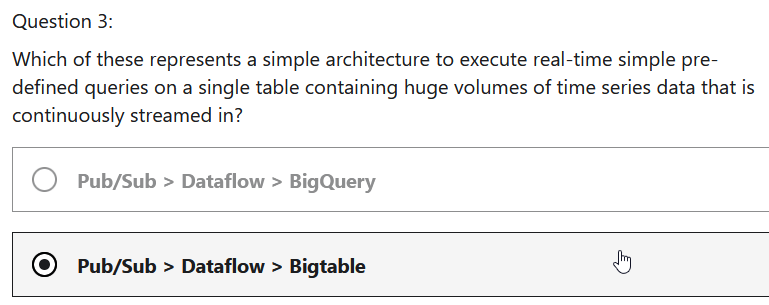 Question 3:
Which of these represents a simple architecture to execute real-time simple pre-
defined queries on a single table containing huge volumes of time series data that is
continuously streamed in?
Pub/Sub > Dataflow > BigQuery
Pub/Sub > Dataflow > Bigtable